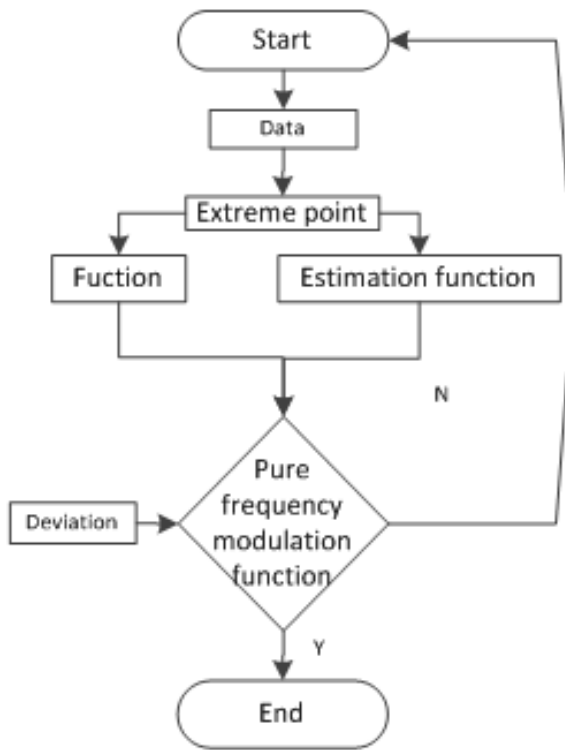 Start
Data
Extreme point
Fuction
Estimation function
N
Pure
frequency
modulation
function
Deviation
Y
End